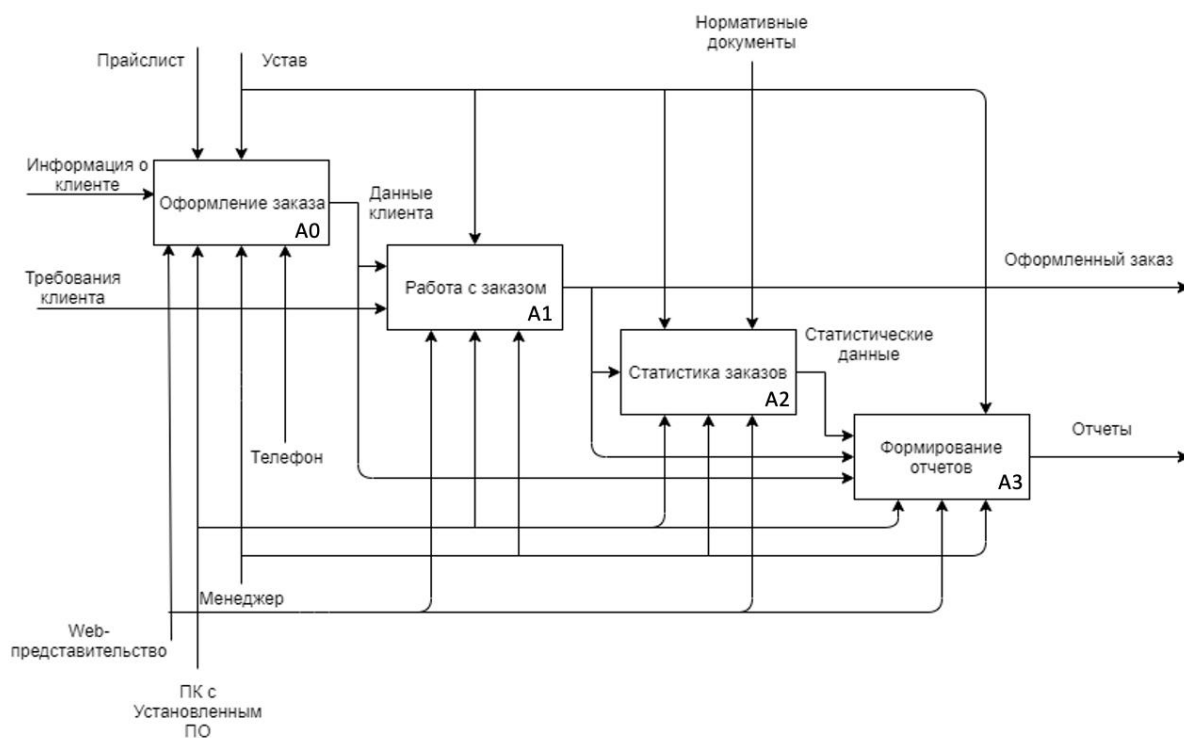 Нормативные
документы
Прайслист
Устав
Информация о
клиенте
Оформление заказа
A0
Данные
клиента
Требования
клиента
Работа с заказом
A1
Оформленный заказ
Статистика заказов
A2
Статистические
данные
Телефон
Формирование
отчетов
A3
Отчеты
Менеджер
Web-
представительство
ПК с
Установленным
ПО